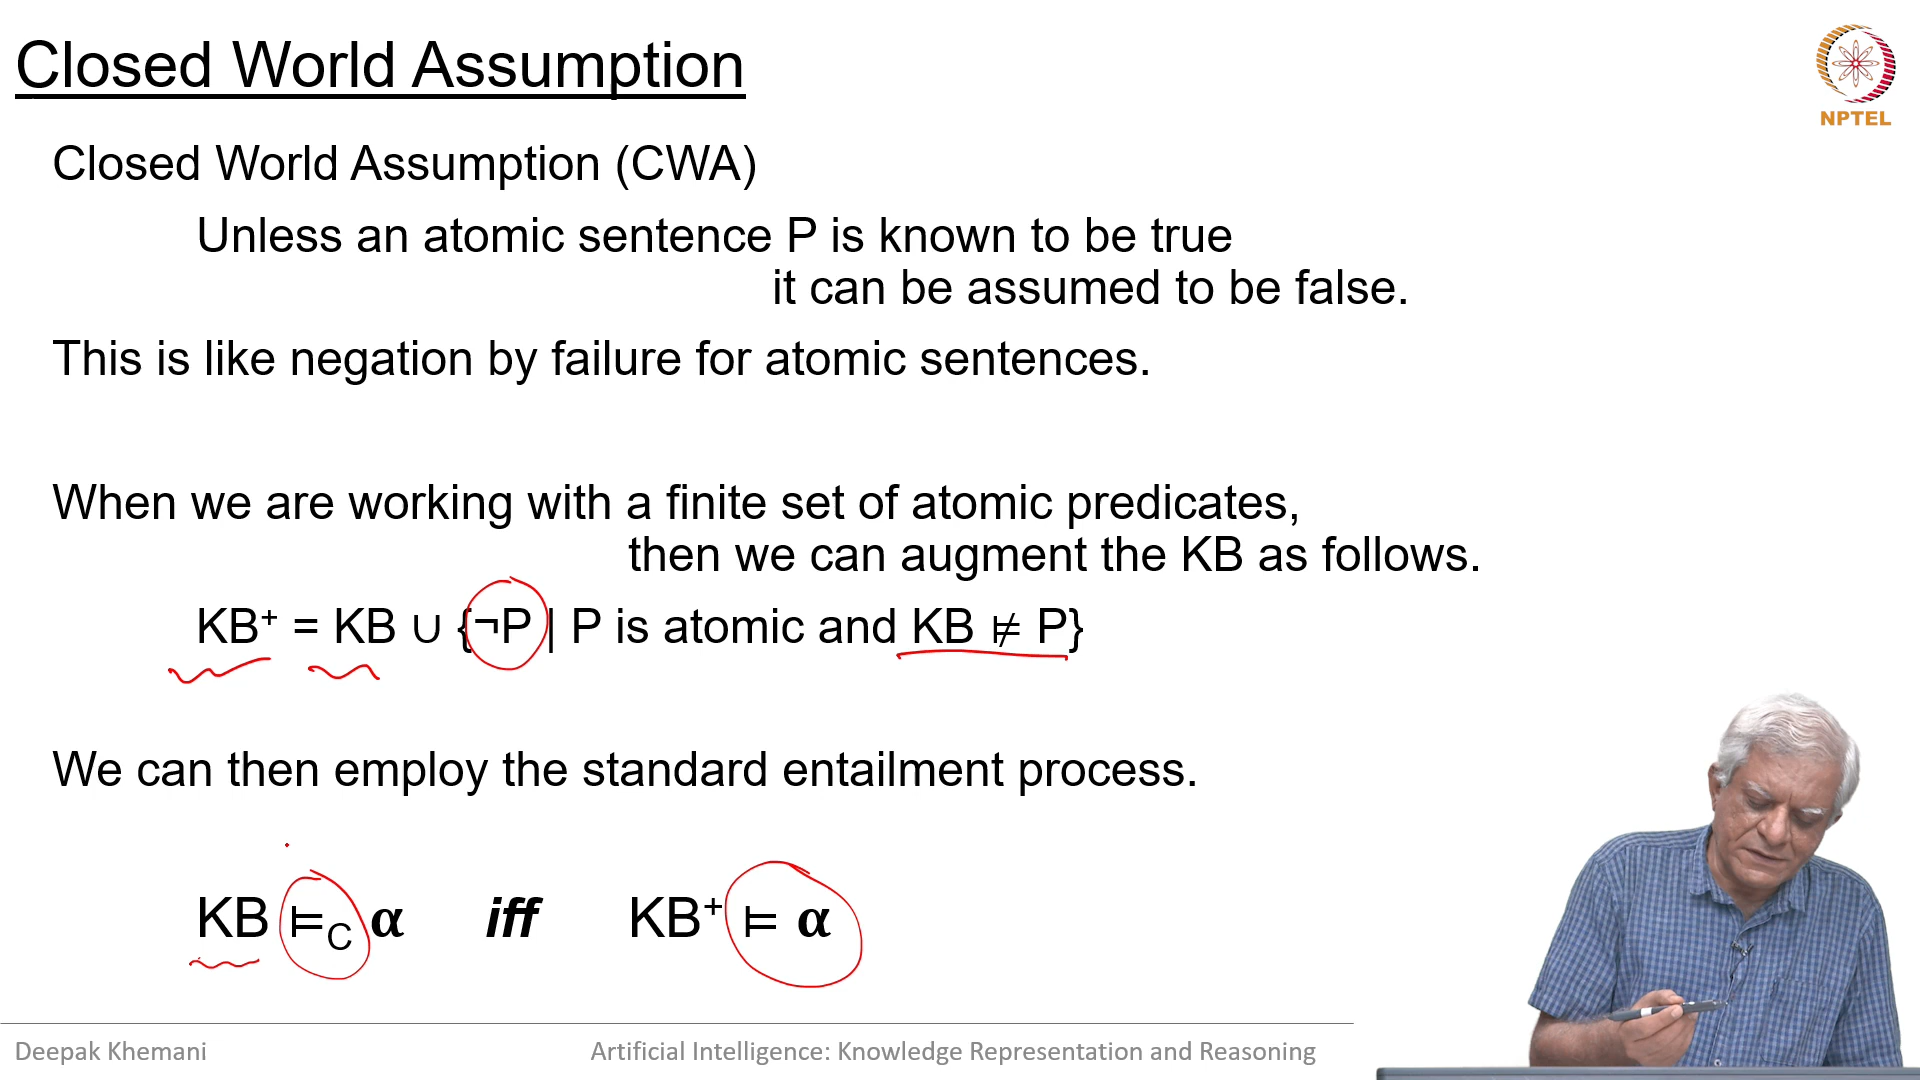 Closed World Assumption
NPTEL
Closed World Assumption (CWA)
Unless an atomic sentence P is known to be true
it can be assumed to be false.
This is like negation by failure for atomic sentences.
When we are working with a finite set of atomic predicates,
then we can augment the KB as follows.
KB⁺ = KB ∪ {¬P | P is atomic and KB ⊭ P}
We can then employ the standard entailment process.
KB ⊨C α iff KB⁺ ⊨ α
Deepak Khemani
Artificial Intelligence: Knowledge Representation and Reasoning